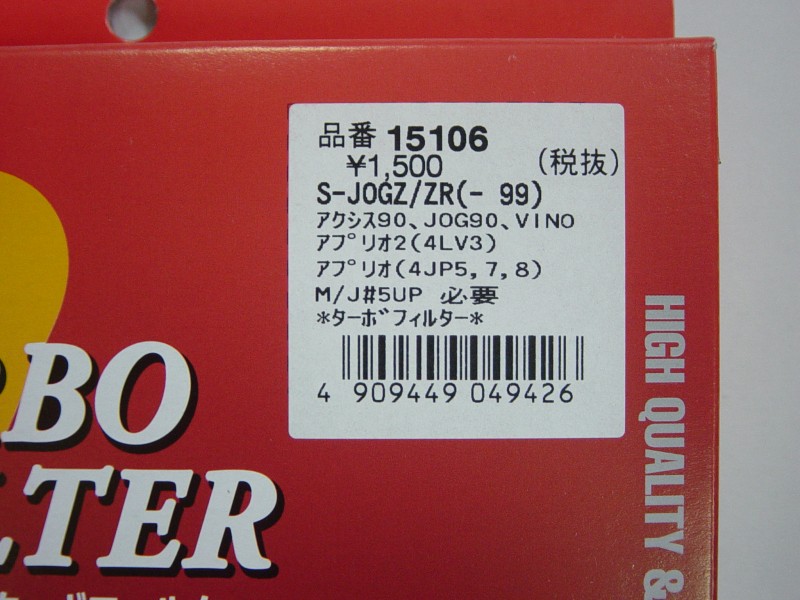 品番 15106
¥1,500 (税抜)
S-JOGZ/ZR(- 99)
ｱｸｼｽ90、JOG90、VINO
ｱﾌﾟﾘｵ2(4LV3)
ｱﾌﾟﾘｵ(4JP5,7,8)
M/J#5UP 必要
*ﾀｰﾎﾞﾌｨﾙﾀｰ*
4 909449 049426
RBO
LTER
HIGH QUALITY &